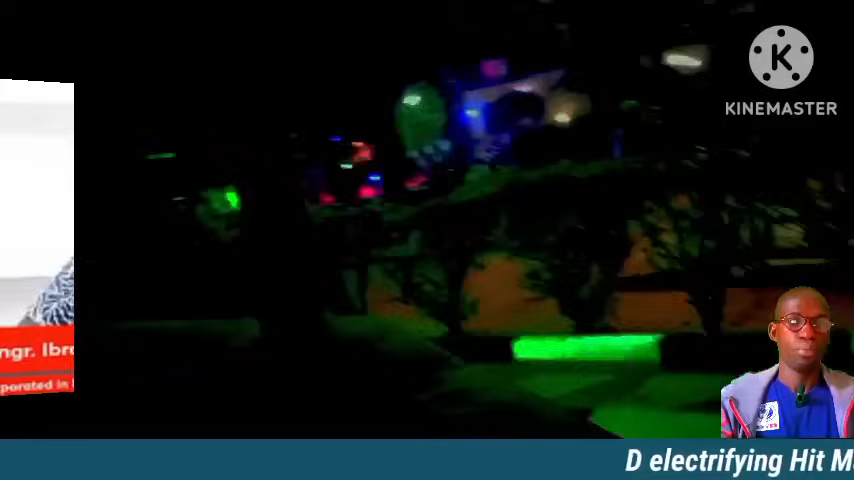 KINEMASTER
ngr. Ibr
porated in
D electrifying Hit M